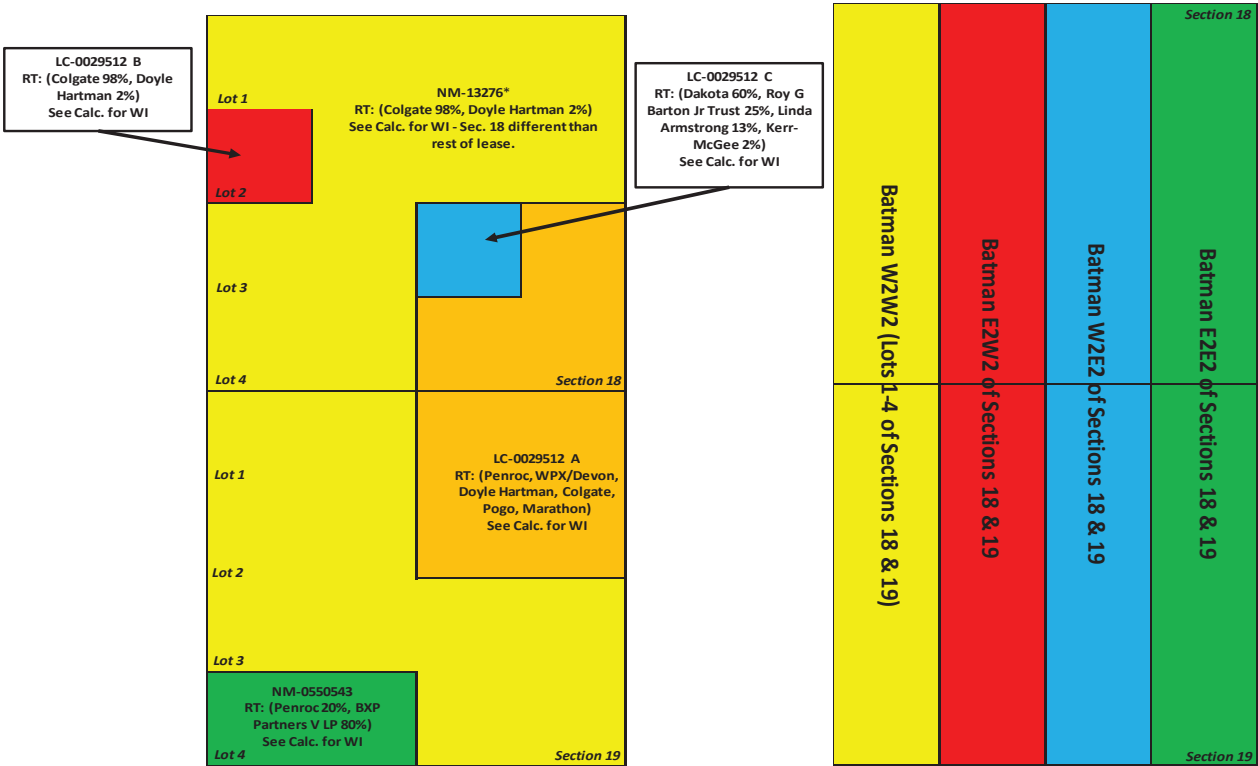 LC-0029512 B
RT: (Colgate 98%, Doyle
Hartman 2%)
See Calc. for WI
Lot 1
Lot 2
Lot 3
Lot 4
NM-13276*
RT: (Colgate 98%, Doyle Hartman 2%)
See Calc. for WI - Sec. 18 different than
rest of lease.
LC-0029512 C
RT: (Dakota 60%, Roy G
Barton Jr Trust 25%, Linda
Armstrong 13%, Kerr-
McGee 2%)
See Calc. for WI
Section 18
Lot 1
Lot 2
Lot 3
Lot 4
LC-0029512 A
RT: (Penroc, WPX/Devon,
Doyle Hartman, Colgate,
Pogo, Marathon)
See Calc. for WI
NM-0550543
RT: (Penroc 20%, BXP
Partners V LP 80%)
See Calc. for WI
Section 19
Section 18
Batman W2W2 (Lots 1-4 of Sections 18 & 19)
Batman E2W2 of Sections 18 & 19
Batman W2E2 of Sections 18 & 19
Batman E2E2 of Sections 18 & 19
Section 19